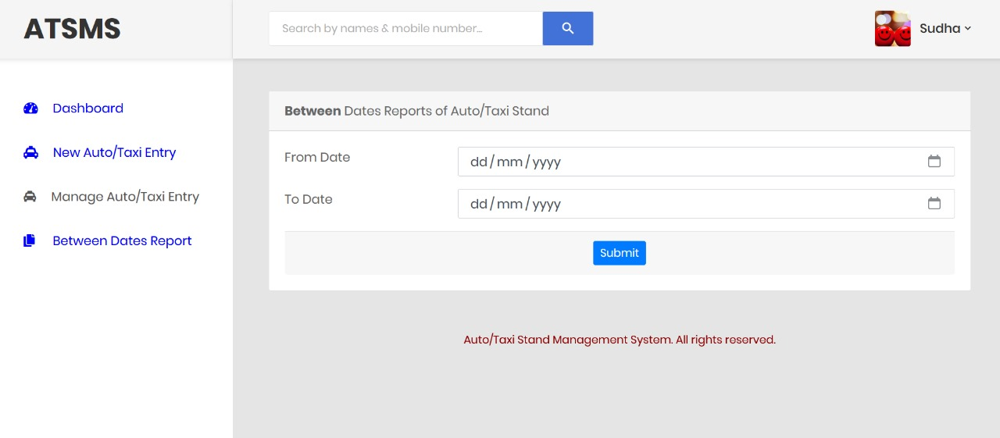 ATSMS
Search by names & mobile number...
Sudha
Dashboard
New Auto/Taxi Entry
Manage Auto/Taxi Entry
Between Dates Report
Between Dates Reports of Auto/Taxi Stand
From Date
dd/mm/yyyy
To Date
dd/mm/yyyy
Submit
Auto/Taxi Stand Management System. All rights reserved.